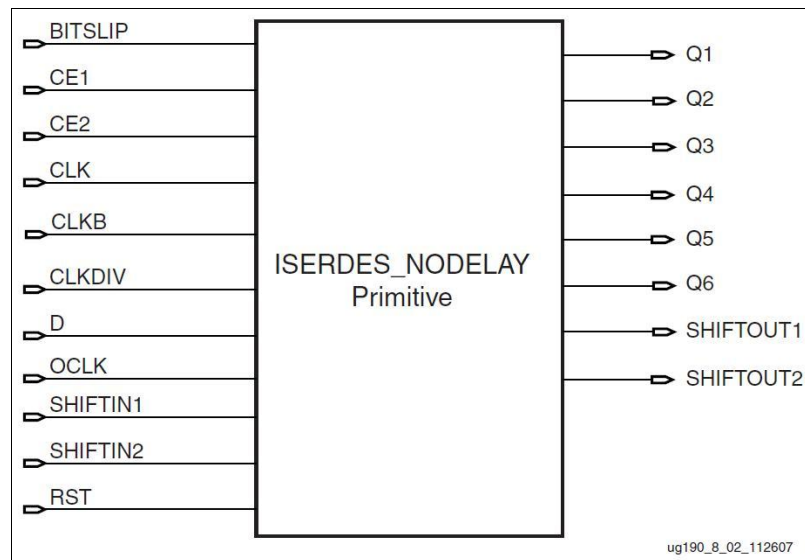 BITSLIP
CE1
CE2
CLK
CLKB
CLKDIV
D
OCLK
SHIFTIN1
SHIFTIN2
RST
ISERDES_NODELAY
Primitive
Q1
Q2
Q3
Q4
Q5
Q6
SHIFTOUT1
SHIFTOUT2
ug190_8_02_112607